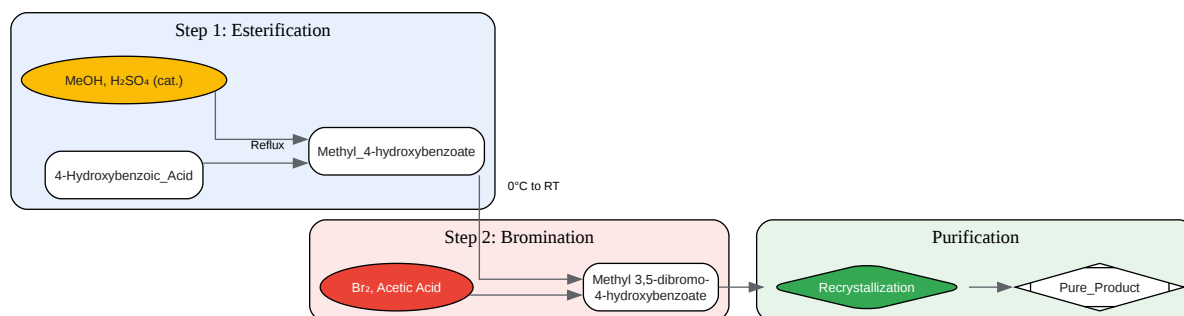 Step 1: Esterification
MeOH, H₂SO₄ (cat.)
Reflux
Methyl_4-hydroxybenzoate
4-Hydroxybenzoic_Acid
0°C to RT
Step 2: Bromination
Br₂, Acetic Acid
Methyl 3,5-dibromo-
4-hydroxybenzoate
Purification
Recrystallization
Pure_Product